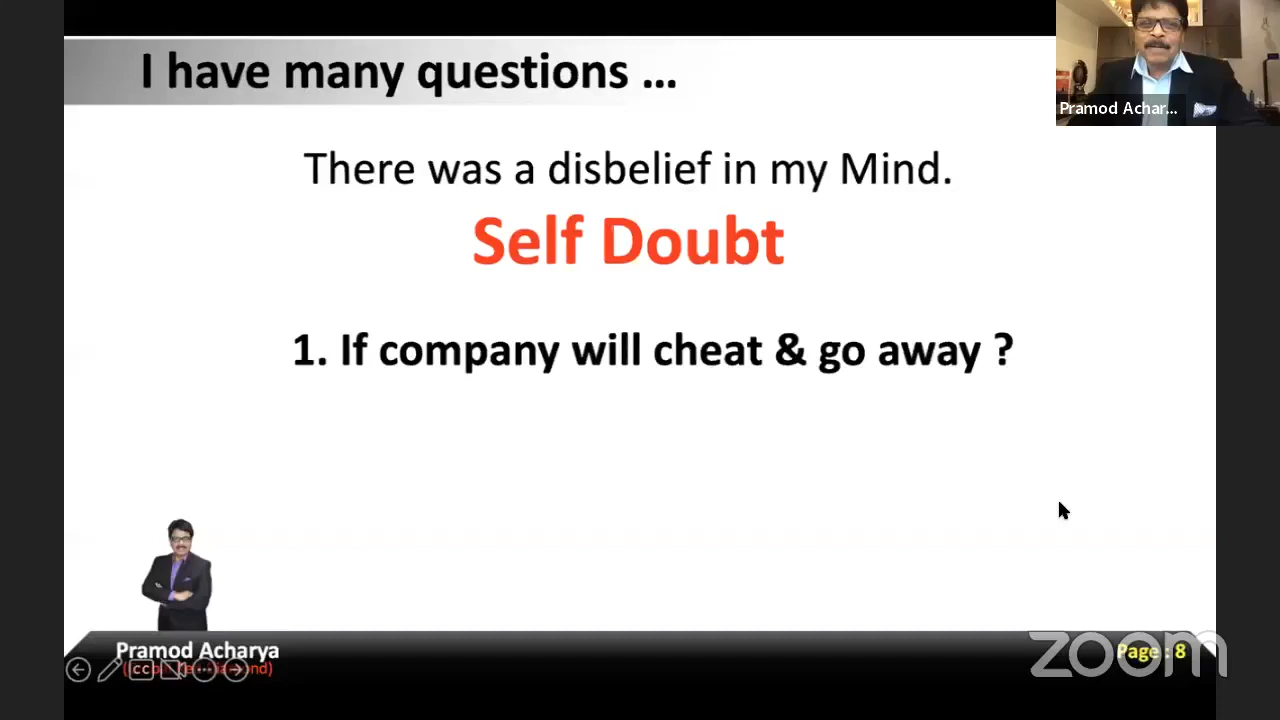 I have many questions ...
Pramod Achar...
There was a disbelief in my Mind.
Self Doubt
1. If company will cheat & go away ?
Pramod Acharya
zoom
Page : 8